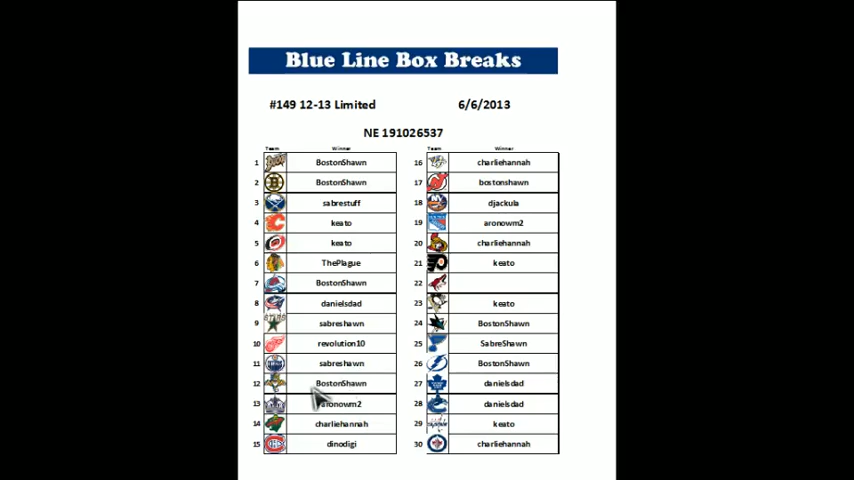 Blue Line Box Breaks
#149 12-13 Limited 6/6/2013
NE 191026537
Team Winner Team Winner
1 BostonShawn 16 charliehannah
2 BostonShawn 17 bostonshawn
3 sabrestuff 18 djackula
4 keato 19 aronowm2
5 keato 20 charliehannah
6 ThePlague 21 keato
7 BostonShawn 22
8 danielsdad 23 keato
9 sabreshawn 24 BostonShawn
10 revolution10 25 SabreShawn
11 sabreshawn 26 BostonShawn
12 BostonShawn 27 danielsdad
13 aronowm2 28 danielsdad
14 charliehannah 29 keato
15 dinodigi 30 charliehannah